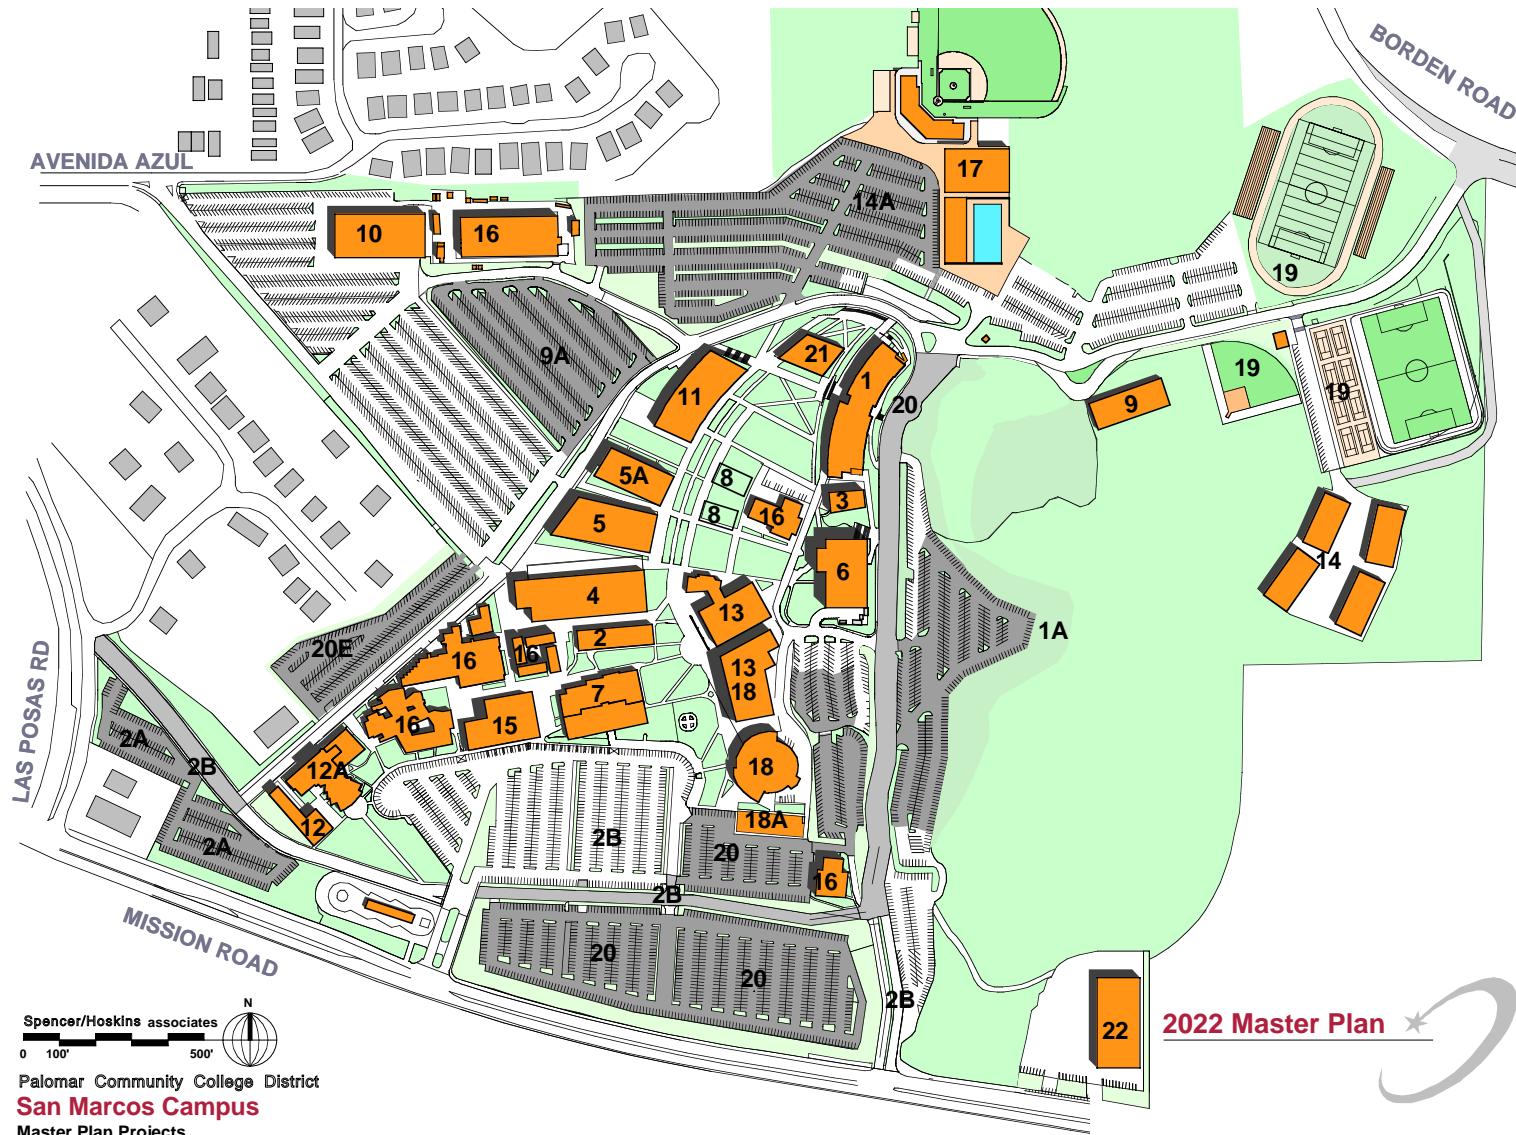 BORDEN ROAD
AVENIDA AZUL
17
14A
10
16
19
9A
21
11
1
20
9
19
19
5A
8
8
16
3
5
6
14
4
13
1A
2
20E
16
16
13
18
7
16
15
2A
2B
12A
18
12
18A
2A
2B
20
16
2B
20
20
2B
22
LAS POSAS RD
MISSION ROAD
N
Spencer/Hoskins associates
0 100' 500'
Palomar Community College District
San Marcos Campus
Master Plan Projects
2022 Master Plan